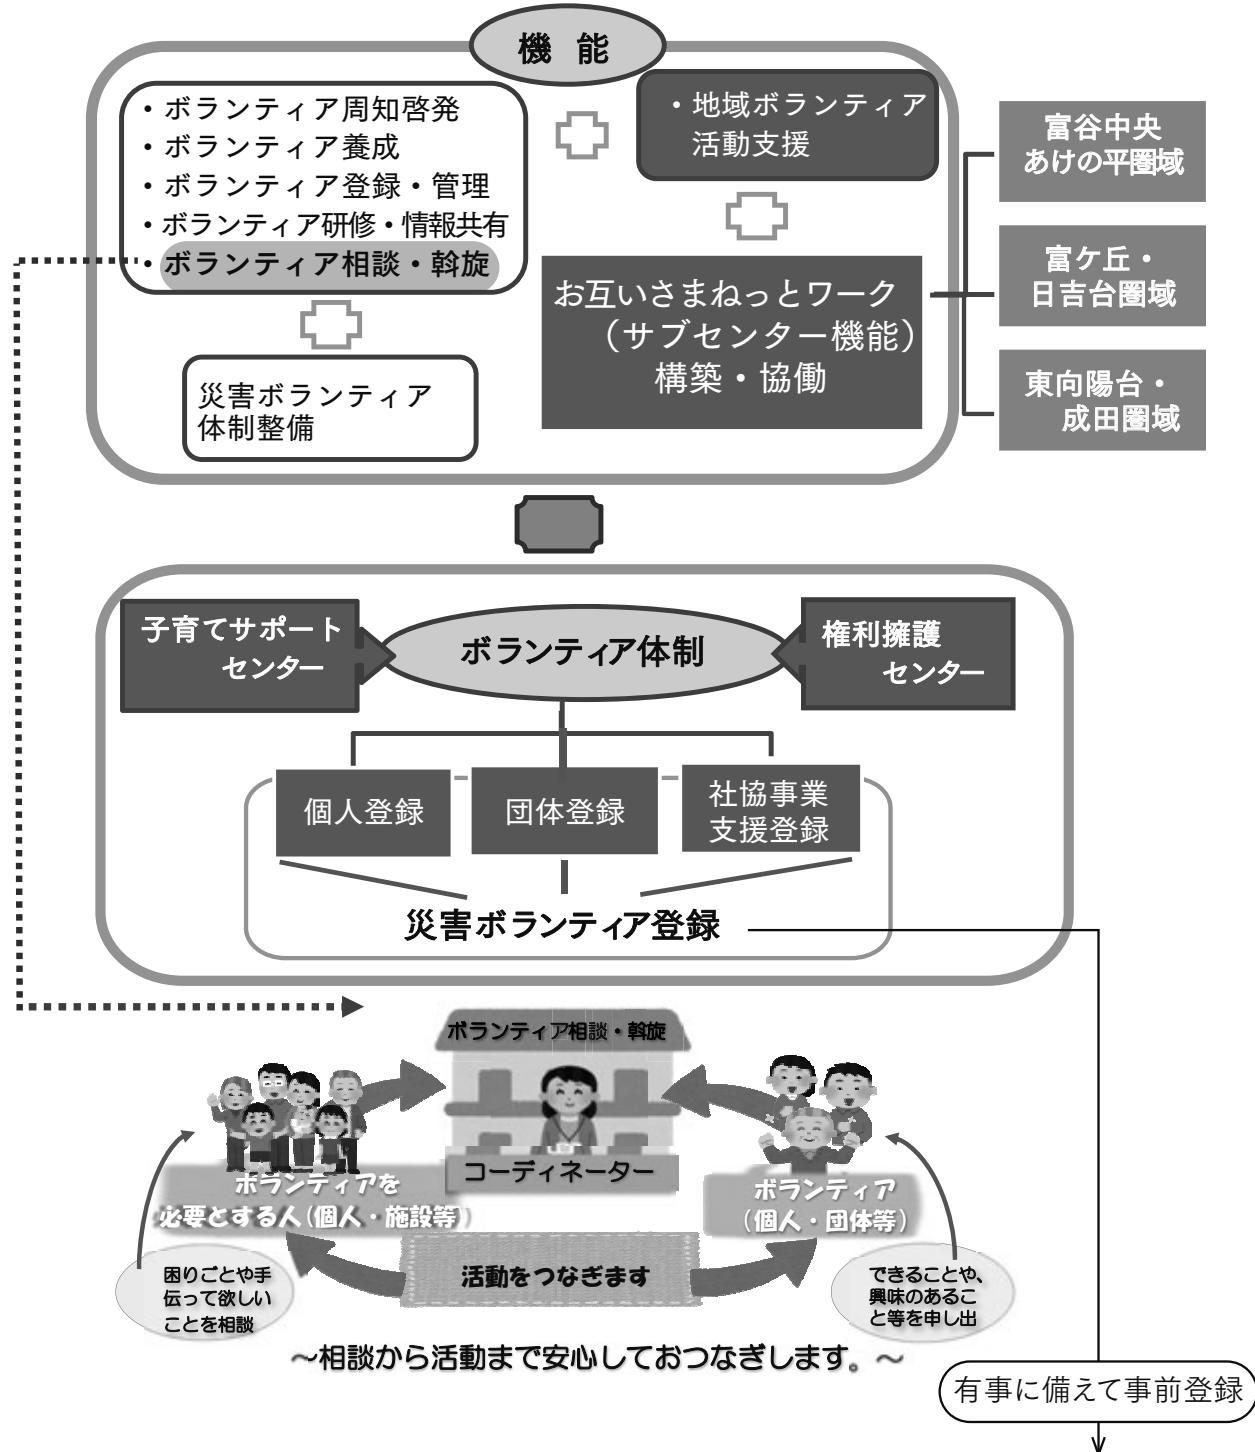 機 能
・ボランティア周知啓発
・ボランティア養成
・ボランティア登録・管理
・ボランティア研修・情報共有
・ボランティア相談・斡旋
・地域ボランティア
活動支援
災害ボランティア
体制整備
お互いさまねっとワーク
（サブセンター機能）
構築・協働
富谷中央
あけの平圏域
富ケ丘・
日吉台圏域
東向陽台・
成田圏域
子育てサポート
センター
ボランティア体制
権利擁護
センター
個人登録
団体登録
社協事業
支援登録
災害ボランティア登録
ボランティア相談・斡旋
コーディネーター
ボランティアを
必要とする人（個人・施設等）
ボランティア
（個人・団体等）
活動をつなぎます
困りごとや手
伝って欲しい
ことを相談
できることや、
興味のあるこ
と等を申し出
～相談から活動まで安心しておつなぎします。～
有事に備えて事前登録